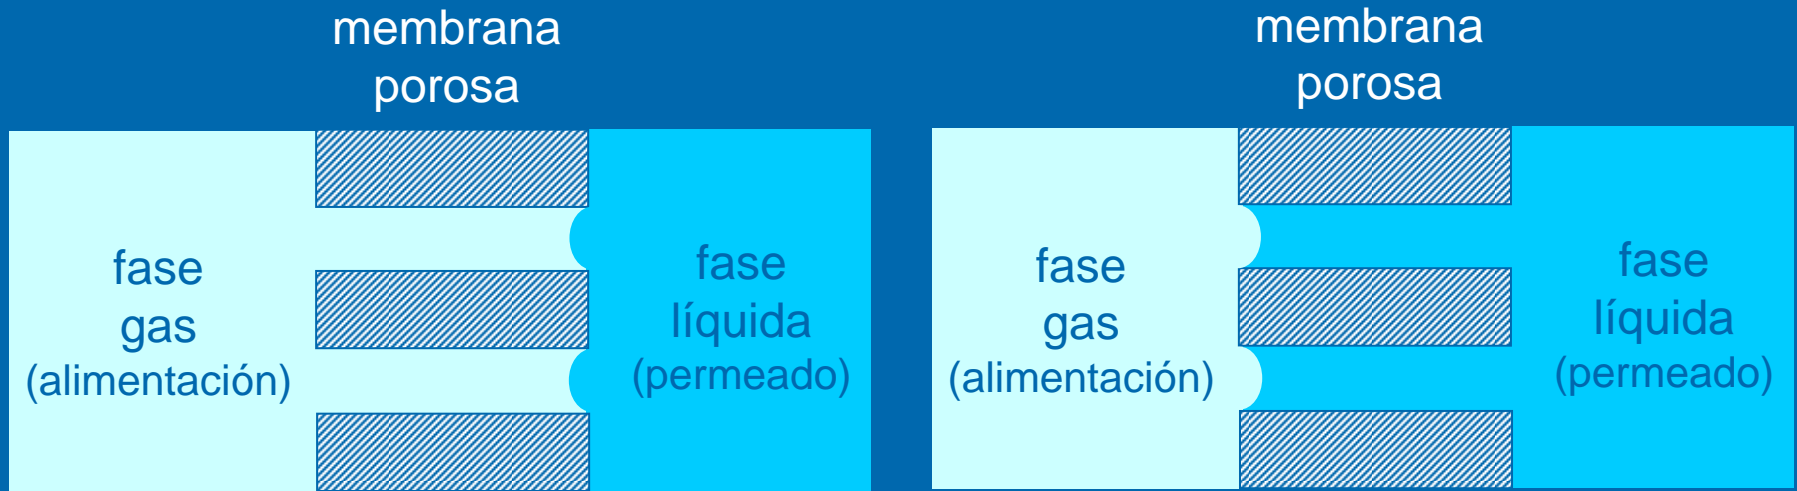 membrana
porosa
fase
gas
(alimentación)
fase
líquida
(permeado)
membrana
porosa
fase
gas
(alimentación)
fase
líquida
(permeado)